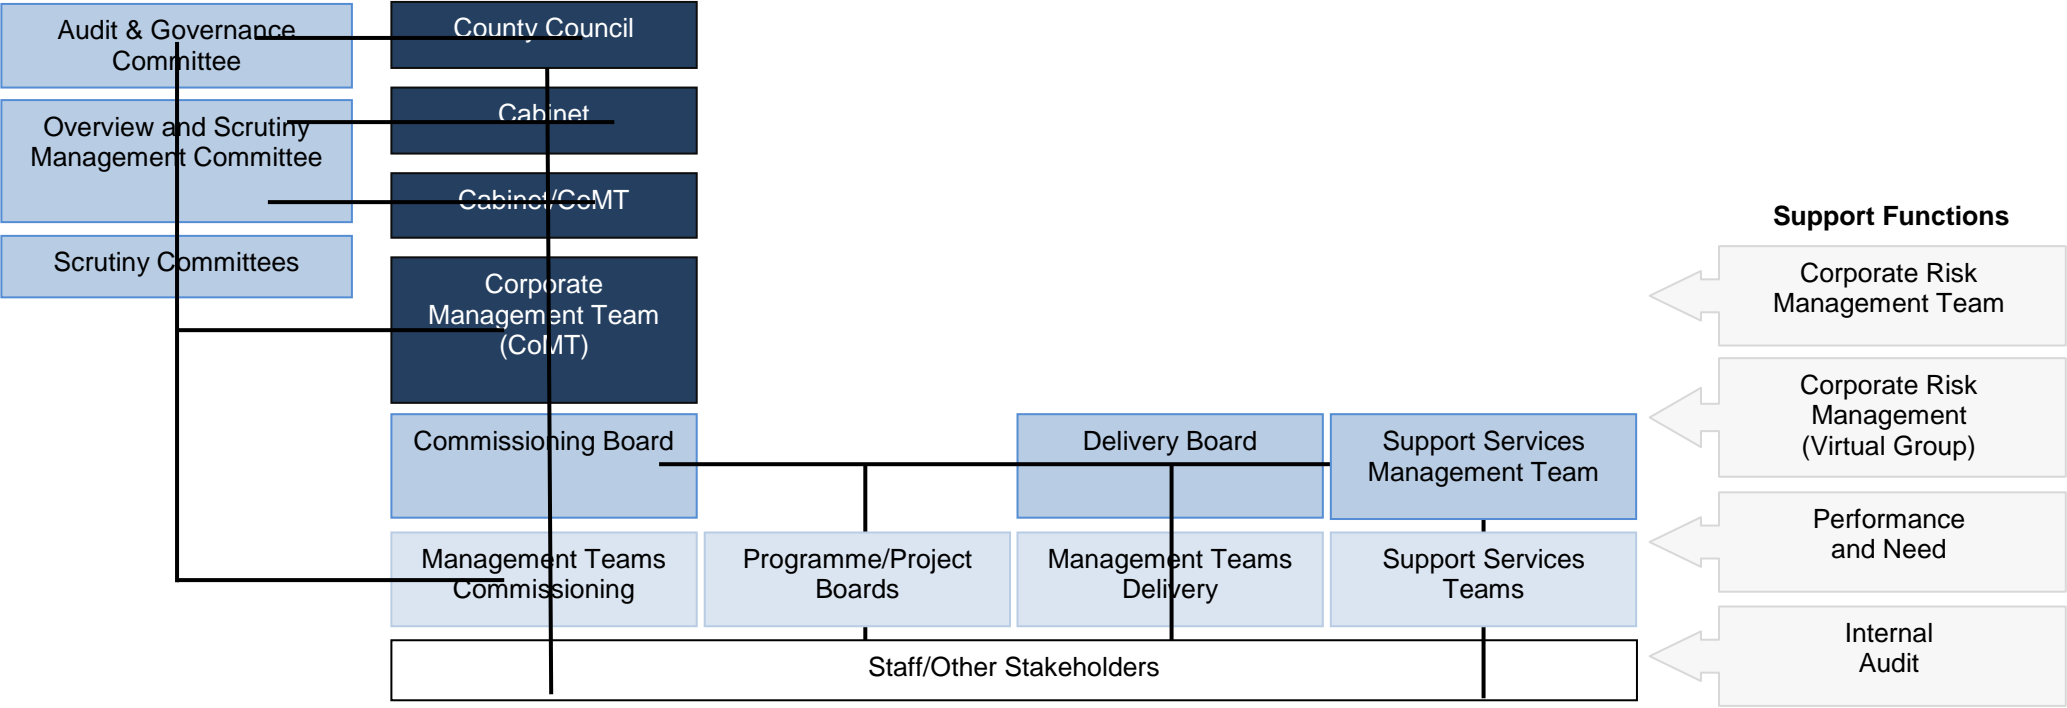 Audit & Governance
Committee
County Council
Overview and Scrutiny
Management Committee
Cabinet
Cabinet/CoMT
Scrutiny Committees
Corporate
Management Team
(CoMT)
Commissioning Board
Delivery Board
Support Services
Management Team
Management Teams
Commissioning
Programme/Project
Boards
Management Teams
Delivery
Support Services
Teams
Staff/Other Stakeholders
Support Functions
Corporate Risk
Management Team
Corporate Risk
Management
(Virtual Group)
Performance
and Need
Internal
Audit